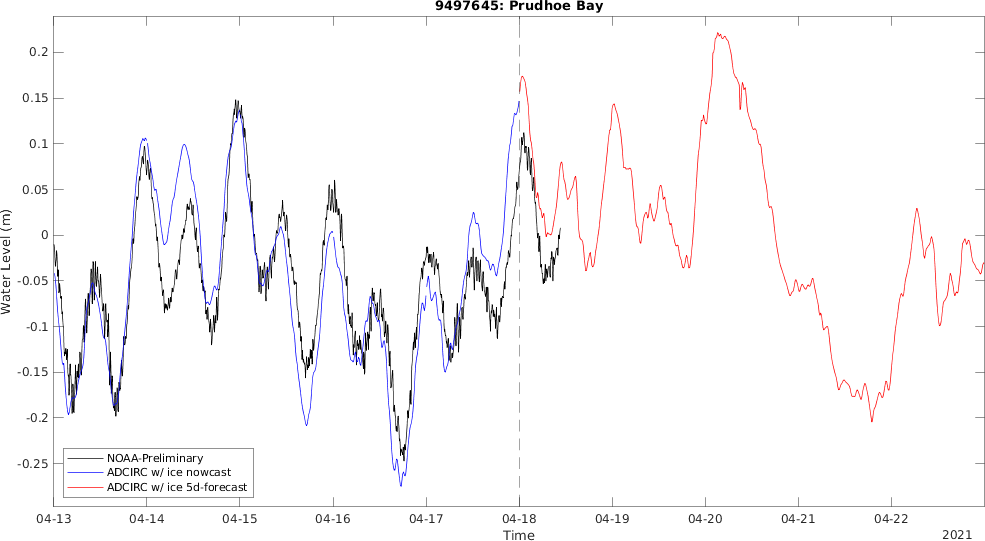 9497645: Prudhoe Bay
Water Level (m)
0.2
0.15
0.1
0.05
0
-0.05
-0.1
-0.15
-0.2
-0.25
NOAA-Preliminary
ADCIRC w/ ice nowcast
ADCIRC w/ ice 5d-forecast
04-13 04-14 04-15 04-16 04-17 04-18 04-19 04-20 04-21 04-22
Time
2021